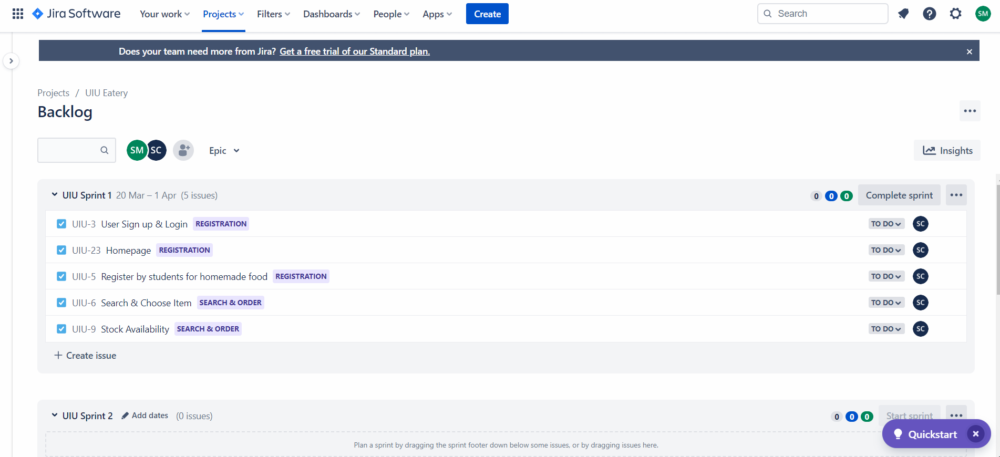 Jira Software Your work Projects Filters Dashboards People Apps Create Search SM
Does your team need more from Jira? Get a free trial of our Standard plan.
Projects / UIU Eatery
Backlog
SM SC Epic Insights
UIU Sprint 1 20 Mar – 1 Apr (5 issues) 0 0 0 Complete sprint
UIU-3 User Sign up & Login REGISTRATION TO DO SC
UIU-23 Homepage REGISTRATION TO DO SC
UIU-5 Register by students for homemade food REGISTRATION TO DO SC
UIU-6 Search & Choose Item SEARCH & ORDER TO DO SC
UIU-9 Stock Availability SEARCH & ORDER TO DO SC
+ Create issue
UIU Sprint 2 Add dates (0 issues) 0 0 0 Start sprint
Quickstart
Plan a sprint by dragging the sprint footer down below some issues, or by dragging issues here.